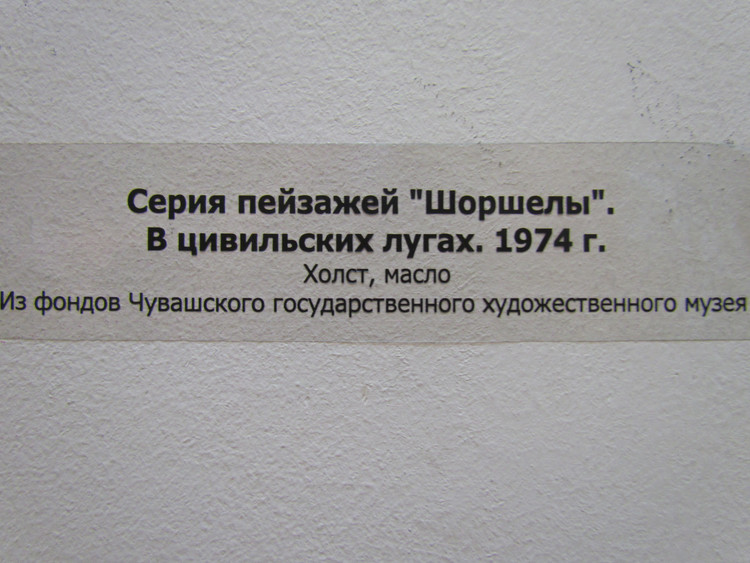 Серия пейзажей "Шоршелы".
В цивильских лугах. 1974 г.
Холст, масло
Из фондов Чувашского государственного художественного музея